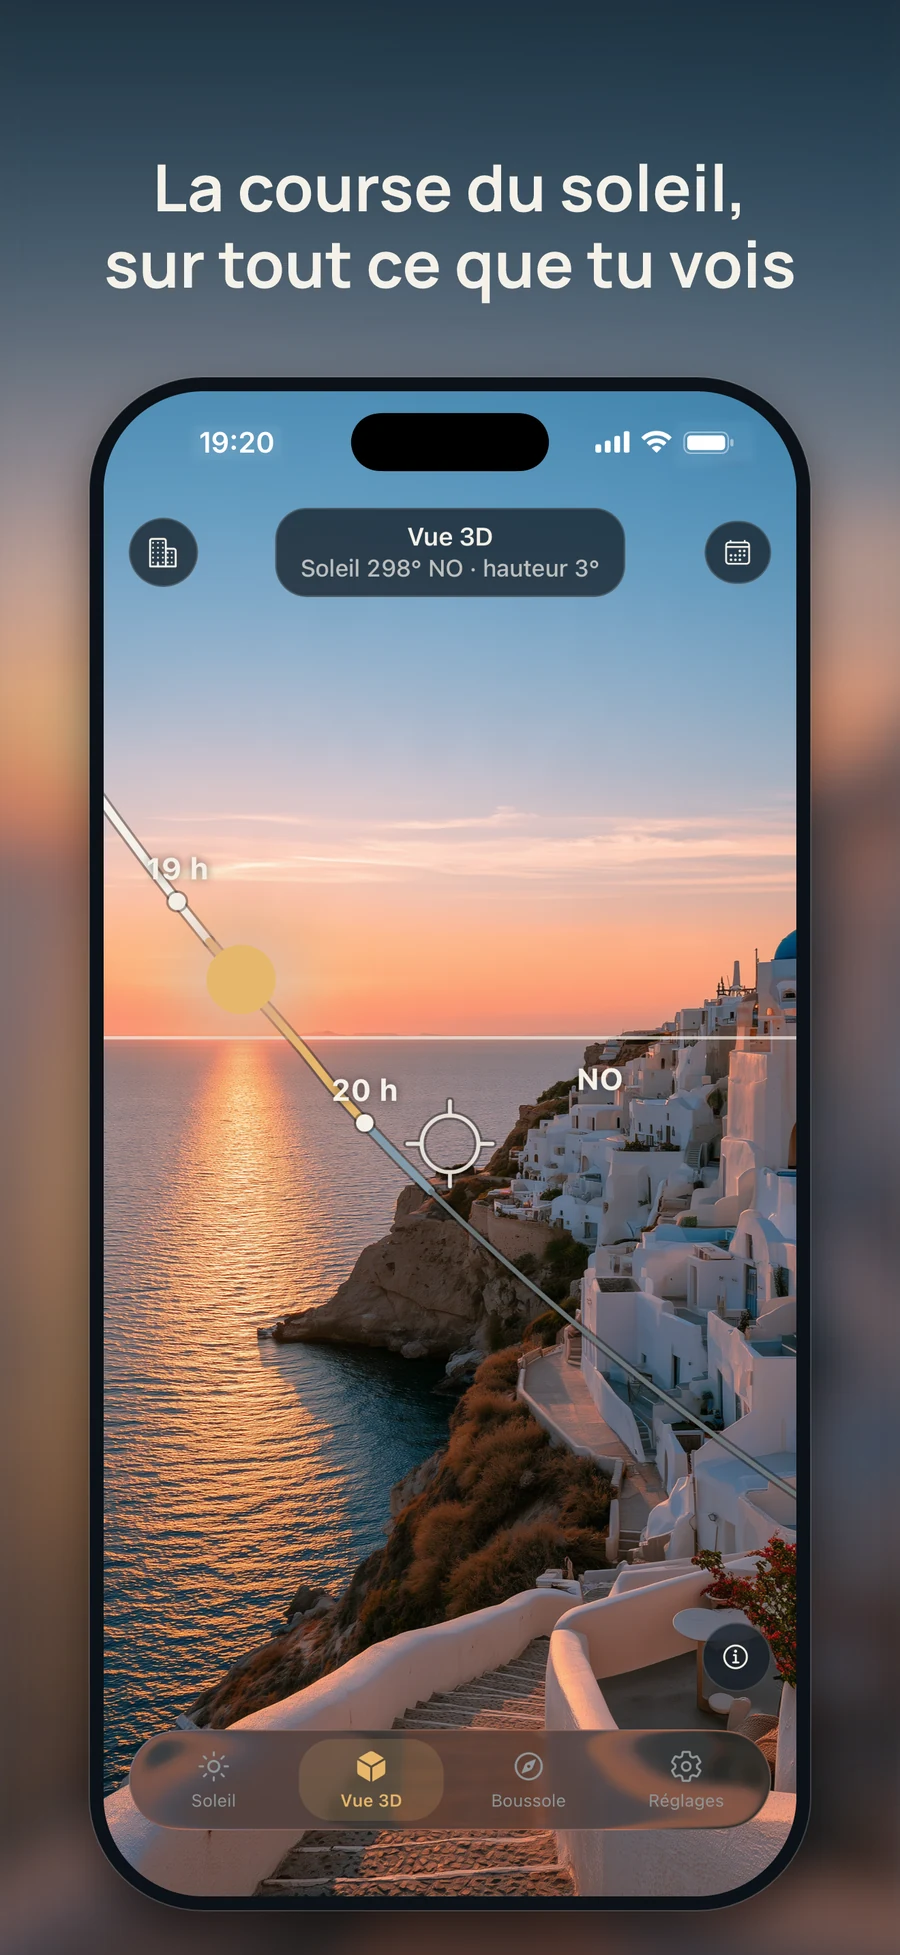 La course du soleil,
sur tout ce que tu vois
19:20
Vue 3D
Soleil 298° NO · hauteur 3°
19 h
20 h
NO
Soleil
Vue 3D
Boussole
Réglages